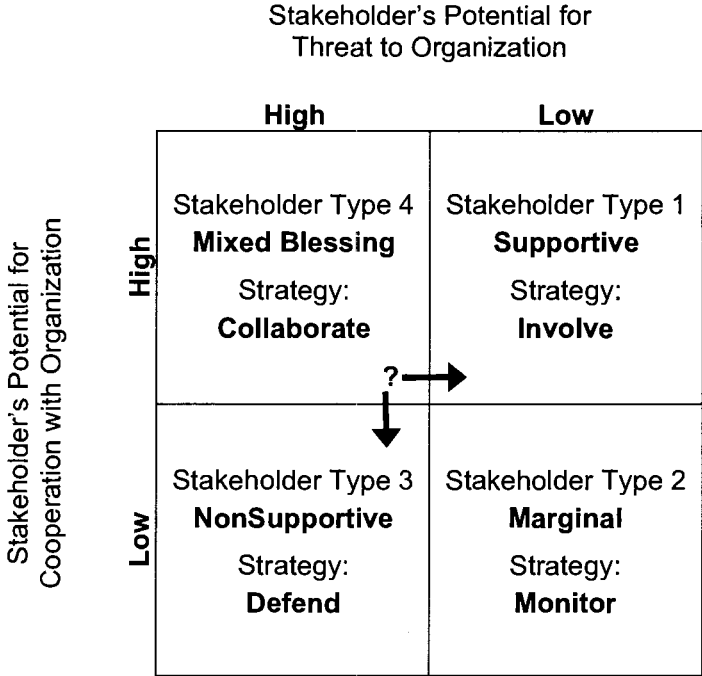 Stakeholder's Potential for
Threat to Organization
High
Low
Stakeholder's Potential for
Cooperation with Organization
High
Stakeholder Type 4
Mixed Blessing
Strategy:
Collaborate
Stakeholder Type 1
Supportive
Strategy:
Involve
?
Low
Stakeholder Type 3
NonSupportive
Strategy:
Defend
Stakeholder Type 2
Marginal
Strategy:
Monitor